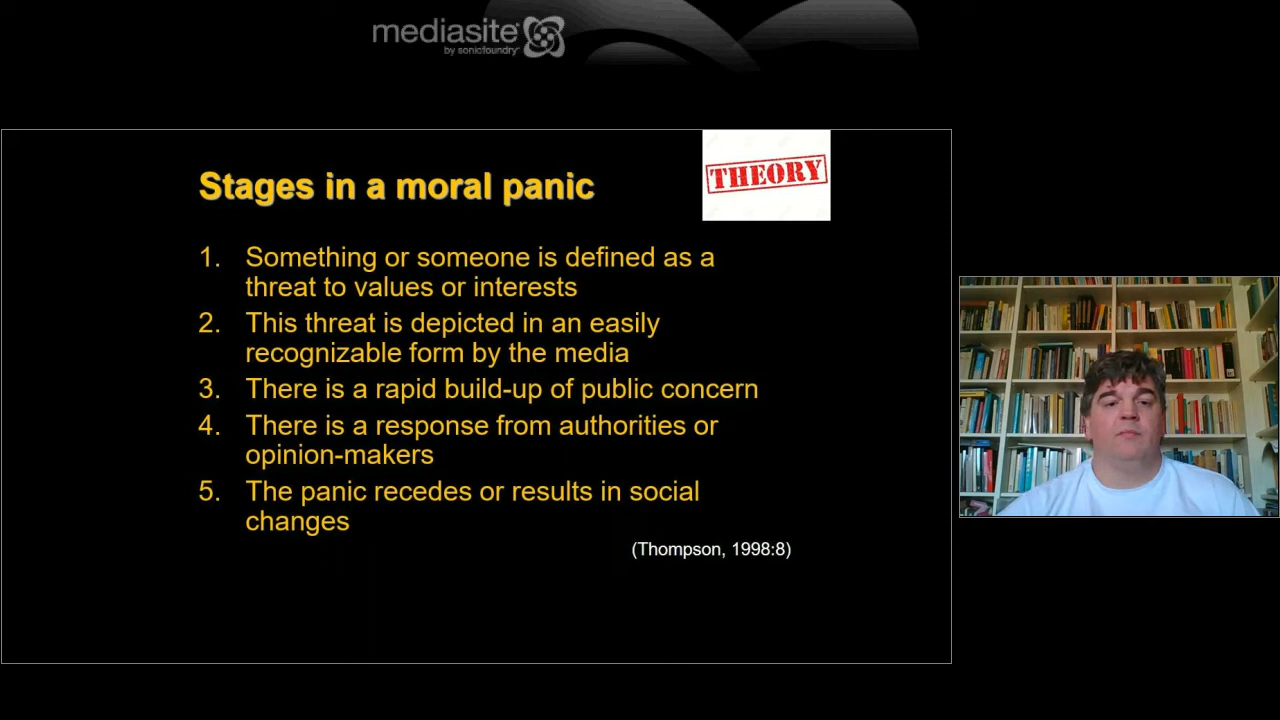 mediasite
by sonicfoundry
THEORY
Stages in a moral panic
1. Something or someone is defined as a
threat to values or interests
2. This threat is depicted in an easily
recognizable form by the media
3. There is a rapid build-up of public concern
4. There is a response from authorities or
opinion-makers
5. The panic recedes or results in social
changes
(Thompson, 1998:8)